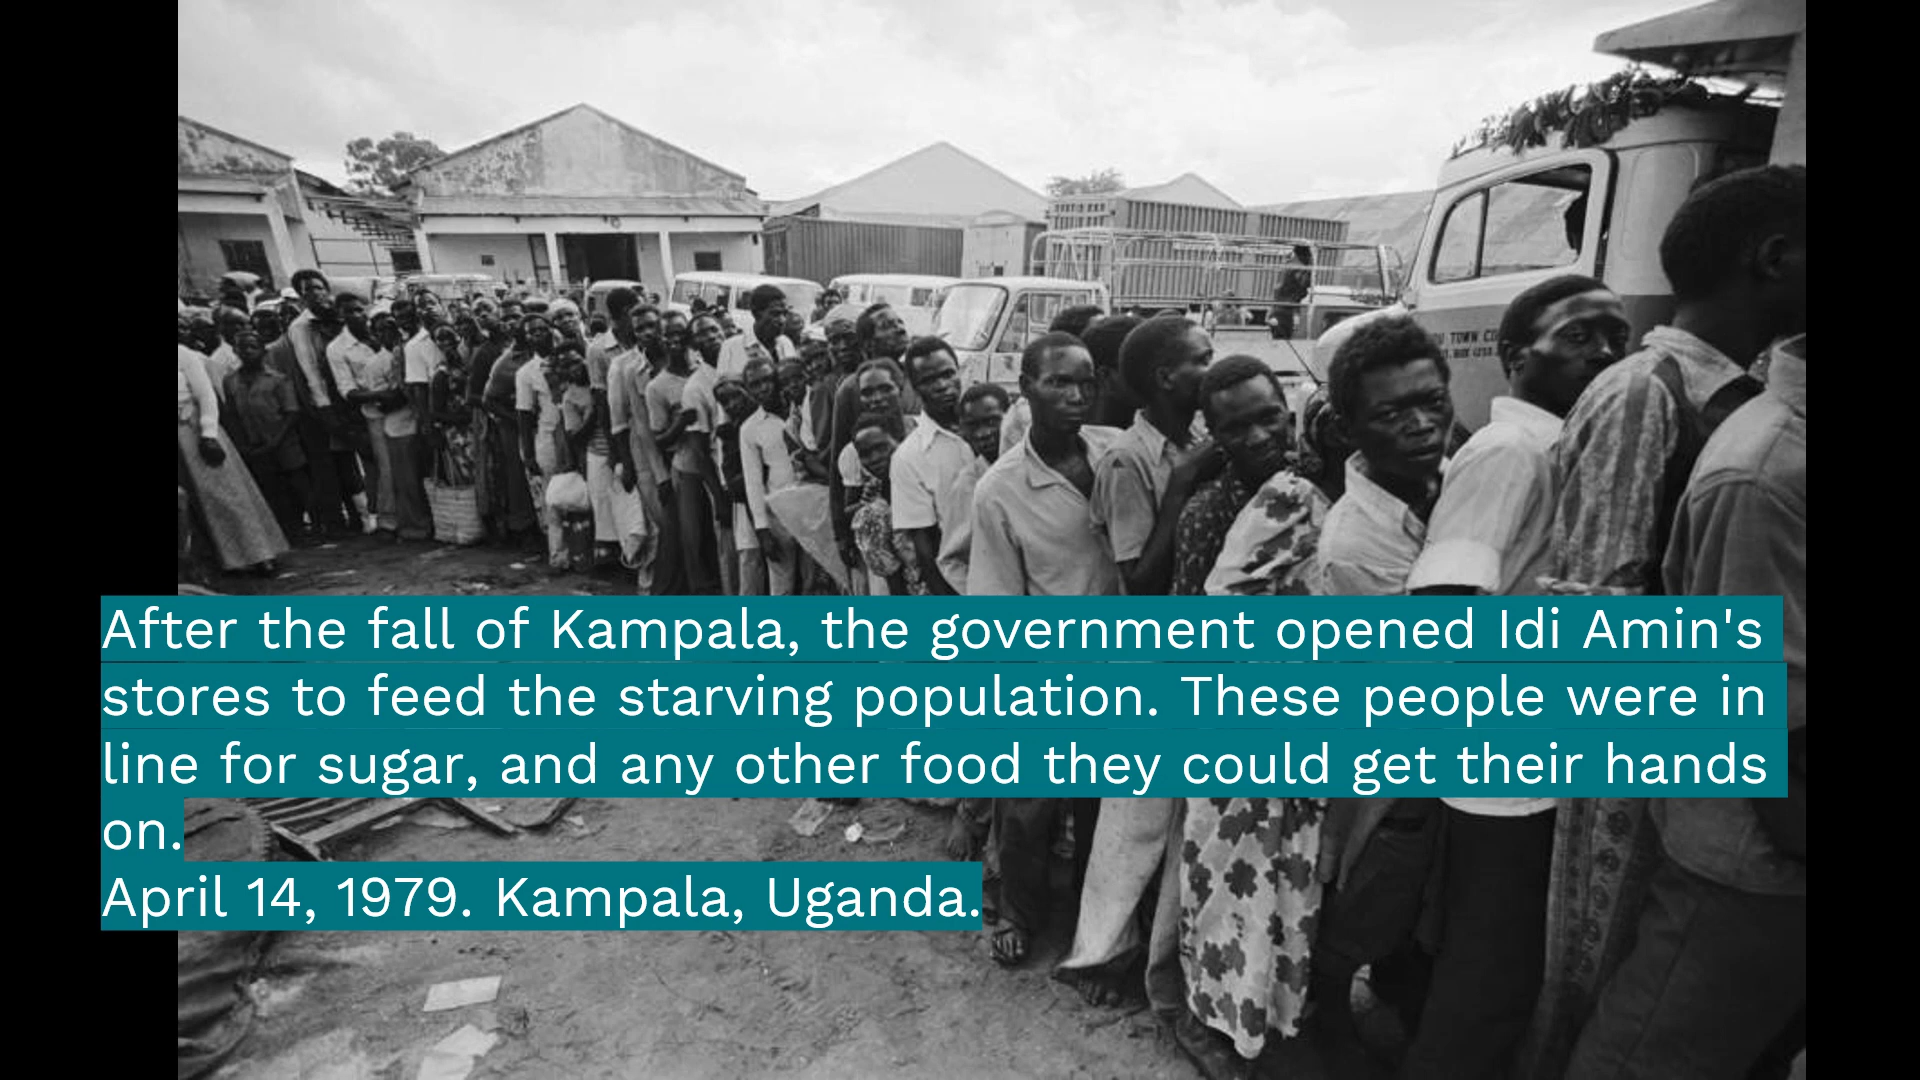 TOWN
After the fall of Kampala, the government opened Idi Amin's
stores to feed the starving population. These people were in
line for sugar, and any other food they could get their hands
on.
April 14, 1979. Kampala, Uganda.